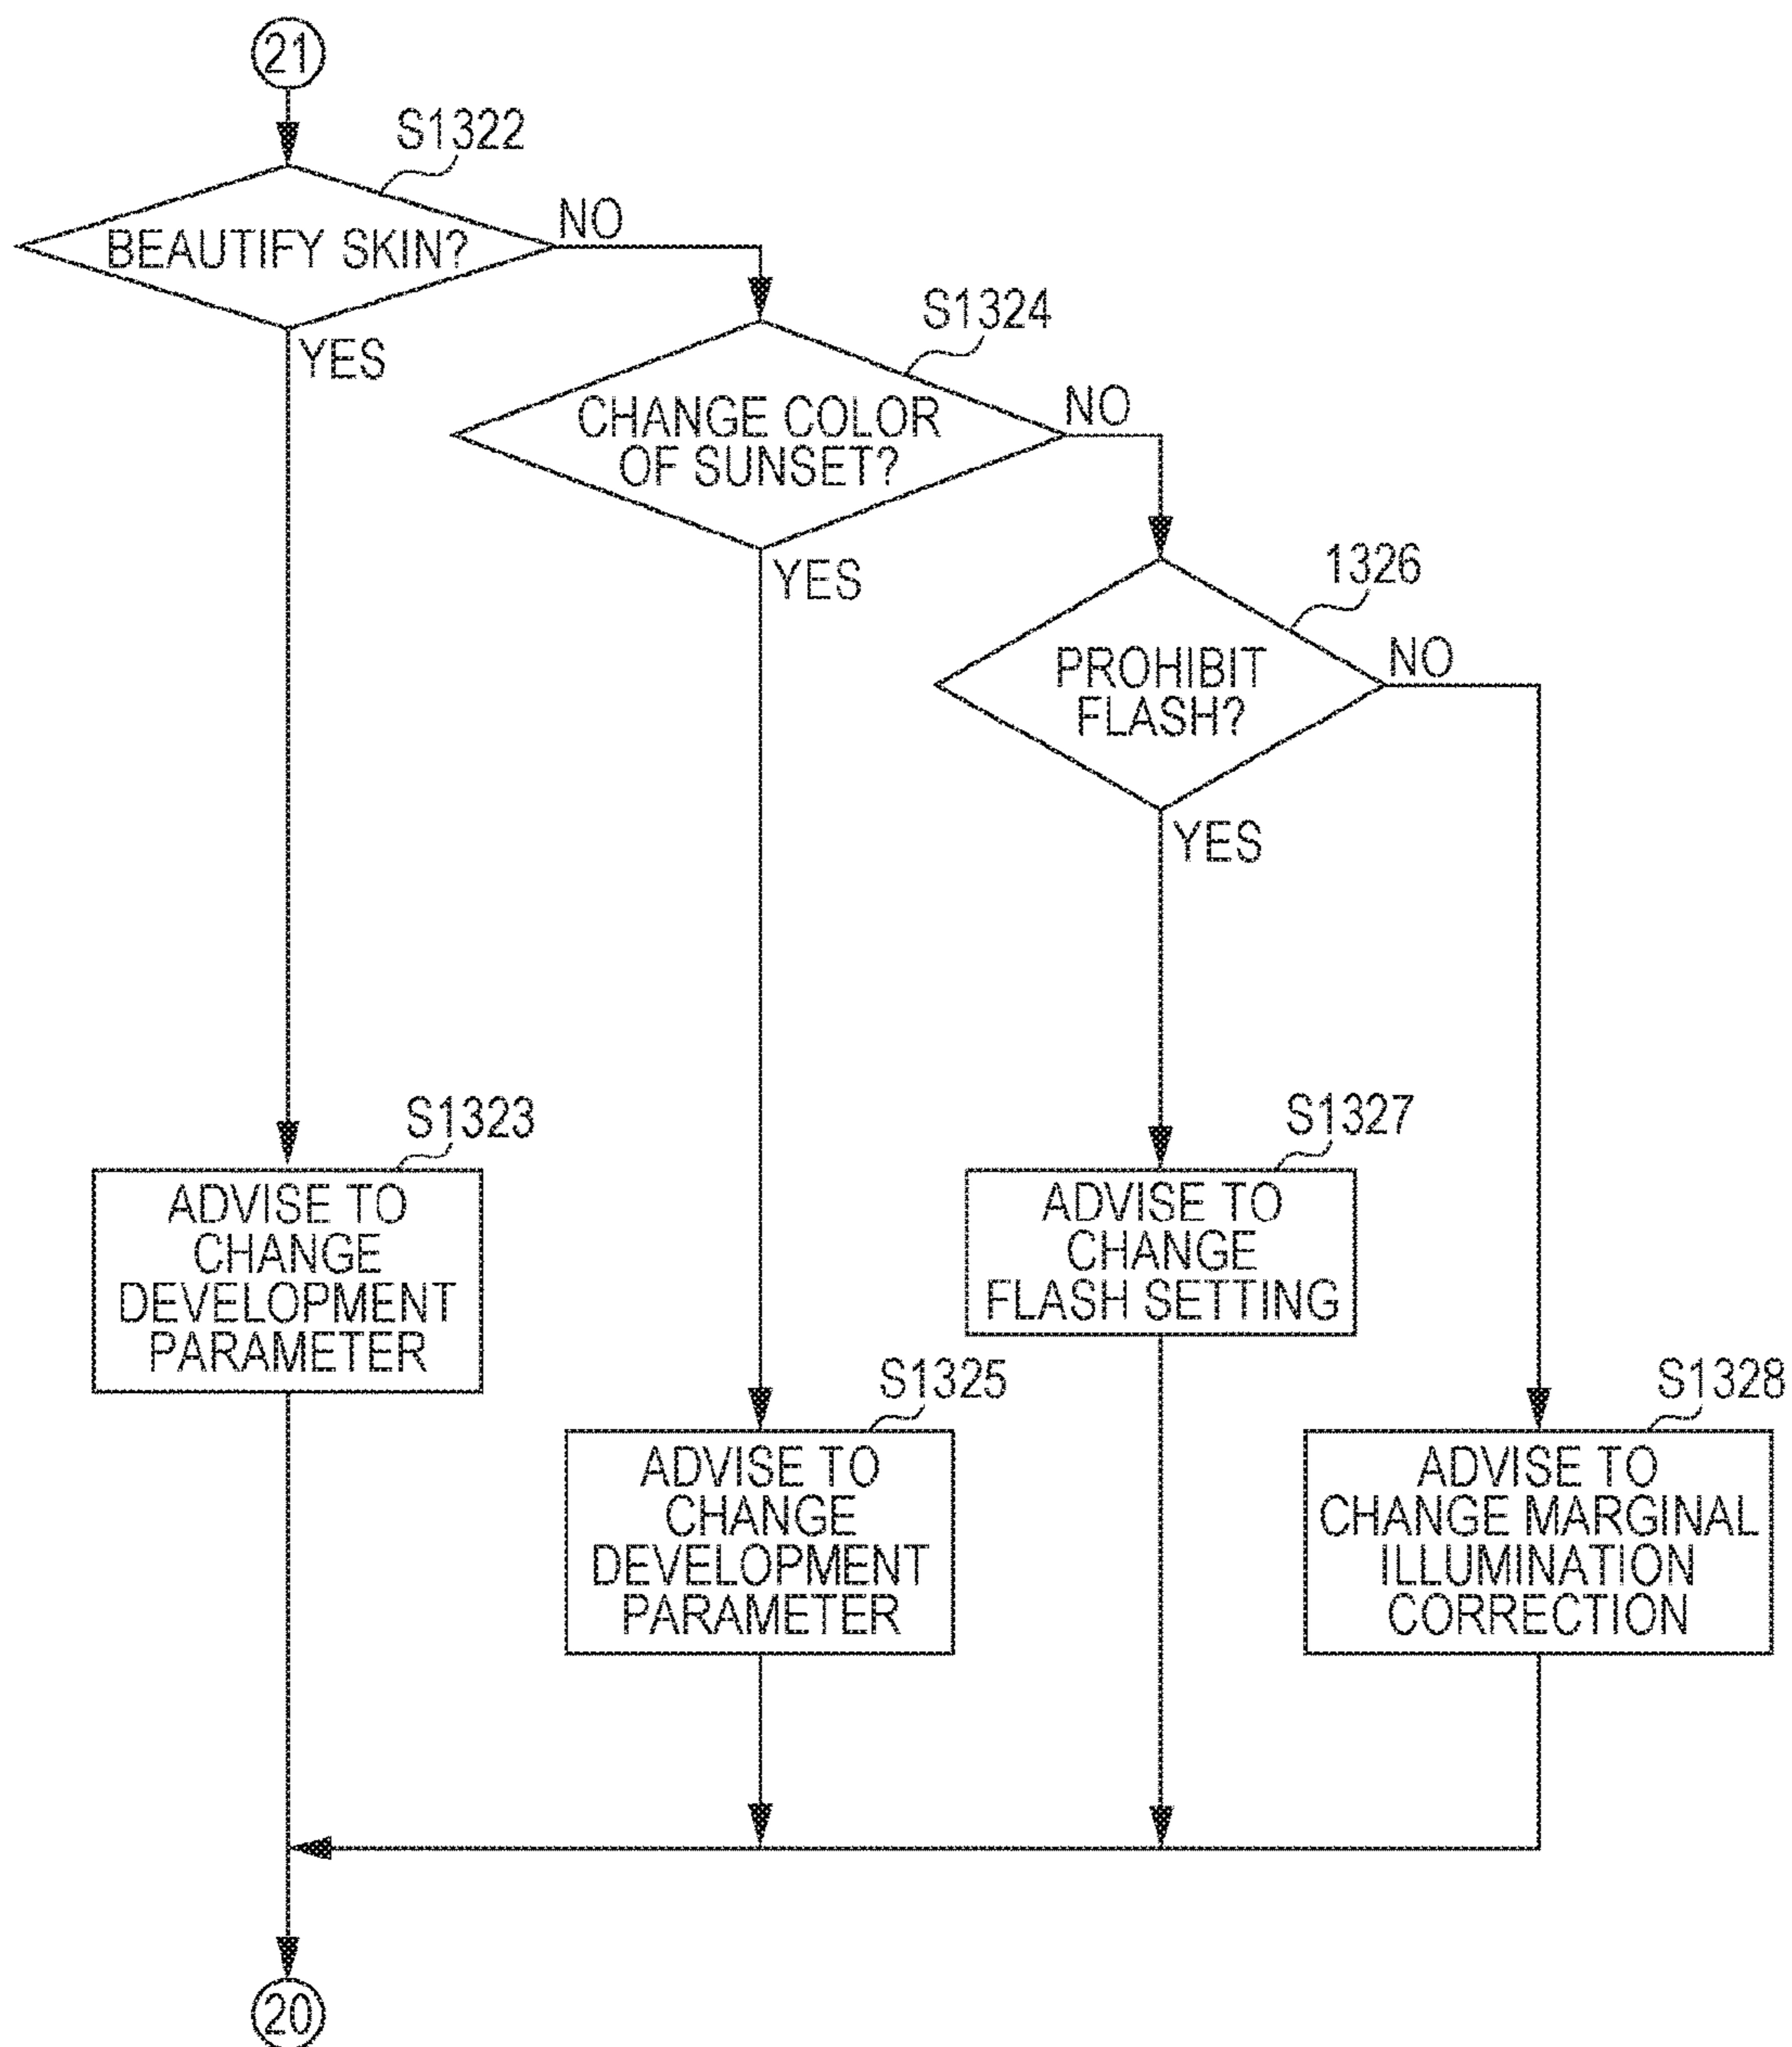 21
S1322
BEAUTIFY SKIN?
NO
YES
S1324
CHANGE COLOR
OF SUNSET?
NO
YES
1326
PROHIBIT
FLASH?
NO
YES
S1323
ADVISE TO
CHANGE
DEVELOPMENT
PARAMETER
S1327
ADVISE TO
CHANGE
FLASH SETTING
S1325
ADVISE TO
CHANGE
DEVELOPMENT
PARAMETER
S1328
ADVISE TO
CHANGE MARGINAL
ILLUMINATION
CORRECTION
20